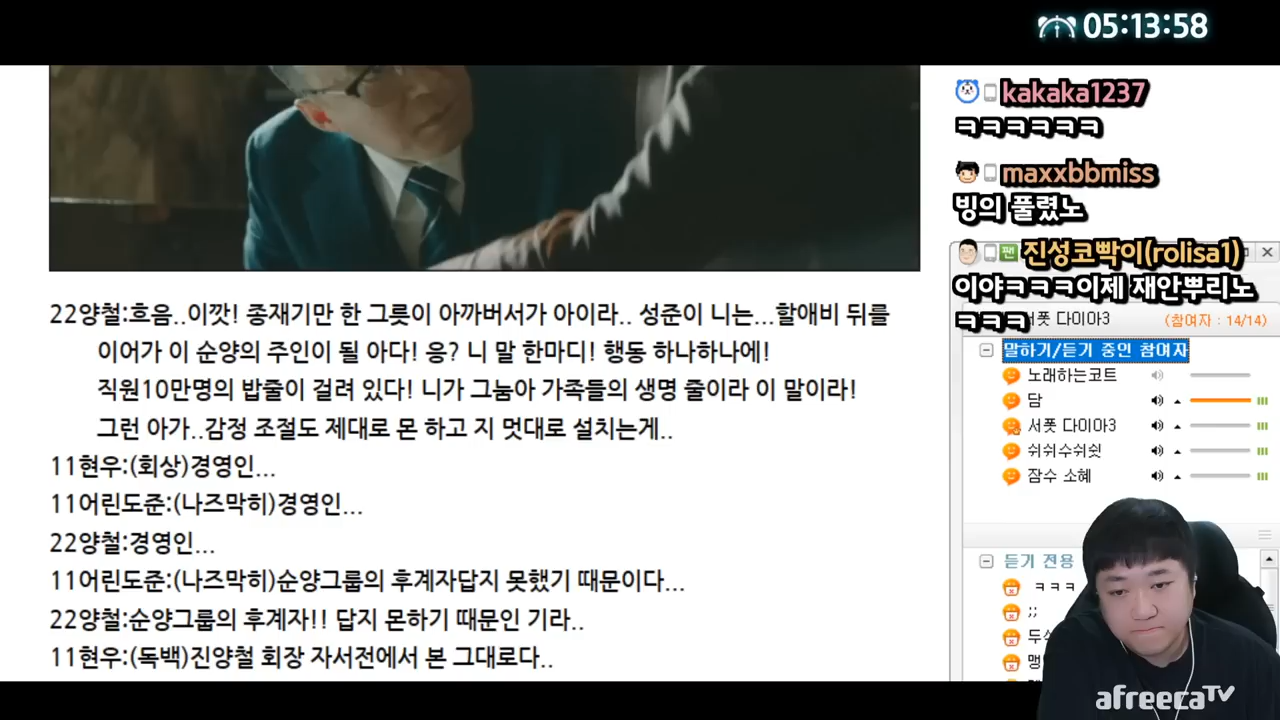 05:13:58
kakaka1237
ㅋㅋㅋㅋㅋㅋ
maxxbbmiss
빙의 풀렸노
팬 진성코빡이(rolisa1)
이야ㅋㅋㅋ이제 재안뿌리노
ㅋㅋㅋ
서폿 다이아3 (참여자 : 14/14)
말하기/듣기 중인 참여자
노래하는코트
담
서폿 다이아3
쉬쉬수쉬쉿
잠수 소혜
듣기 전용
ㅋㅋㅋ
;;
22양철:흐음..이깟! 종재기만 한 그릇이 아까버서가 아이라.. 성준이 니는...할애비 뒤를
이어가 이 순양의 주인이 될 아다! 응? 니 말 한마디! 행동 하나하나에!
직원10만명의 밥줄이 걸려 있다! 니가 그눔아 가족들의 생명 줄이라 이 말이라!
그런 아가..감정 조절도 제대로 몬 하고 지 멋대로 설치는게..
11현우:(회상)경영인...
11어린도준:(나즈막히)경영인...
22양철:경영인...
11어린도준:(나즈막히)순양그룹의 후계자답지 못했기 때문이다...
22양철:순양그룹의 후계자!! 답지 몬하기 때문인 기라..
11현우:(독백)진양철 회장 자서전에서 본 그대로다..
afreecaTV